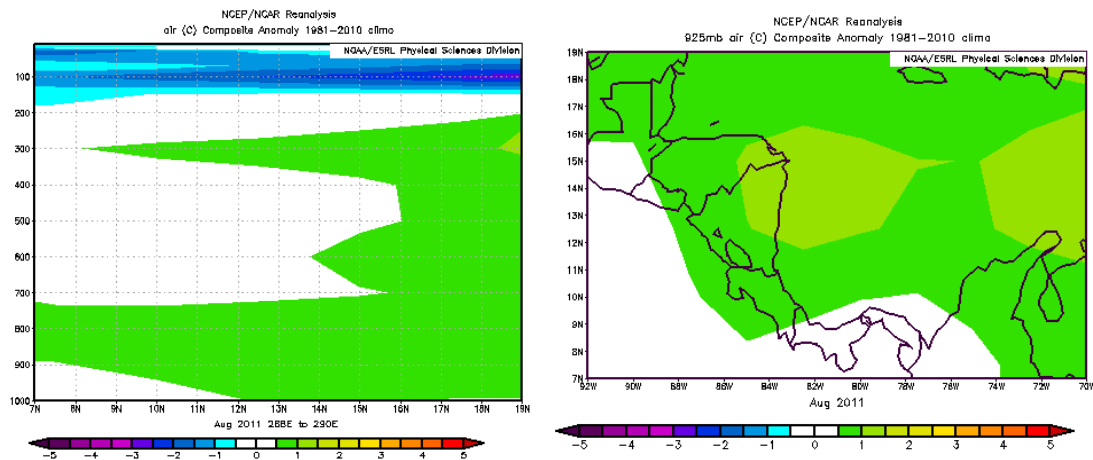 NCEP/NCAR Reanalysis
air (C) Composite Anomaly 1981-2010 clima
NOAA/ESRL Physical Sciences Division
100
200
300
400
500
600
700
800
900
1000
7N 8N 9N 10N 11N 12N 13N 14N 15N 16N 17N 18N 19N
Aug 2011 268E to 290E
-5 -4 -3 -2 -1 0 1 2 3 4 5
NCEP/NCAR Reanalysis
925mb air (C) Composite Anomaly 1981-2010 clima
NOAA/ESRL Physical Sciences Division
19N
18N
17N
16N
15N
14N
13N
12N
11N
10N
9N
8N
7N
92W 90W 88W 86W 84W 82W 80W 78W 76W 74W 72W 70W
Aug 2011
-5 -4 -3 -2 -1 0 1 2 3 4 5